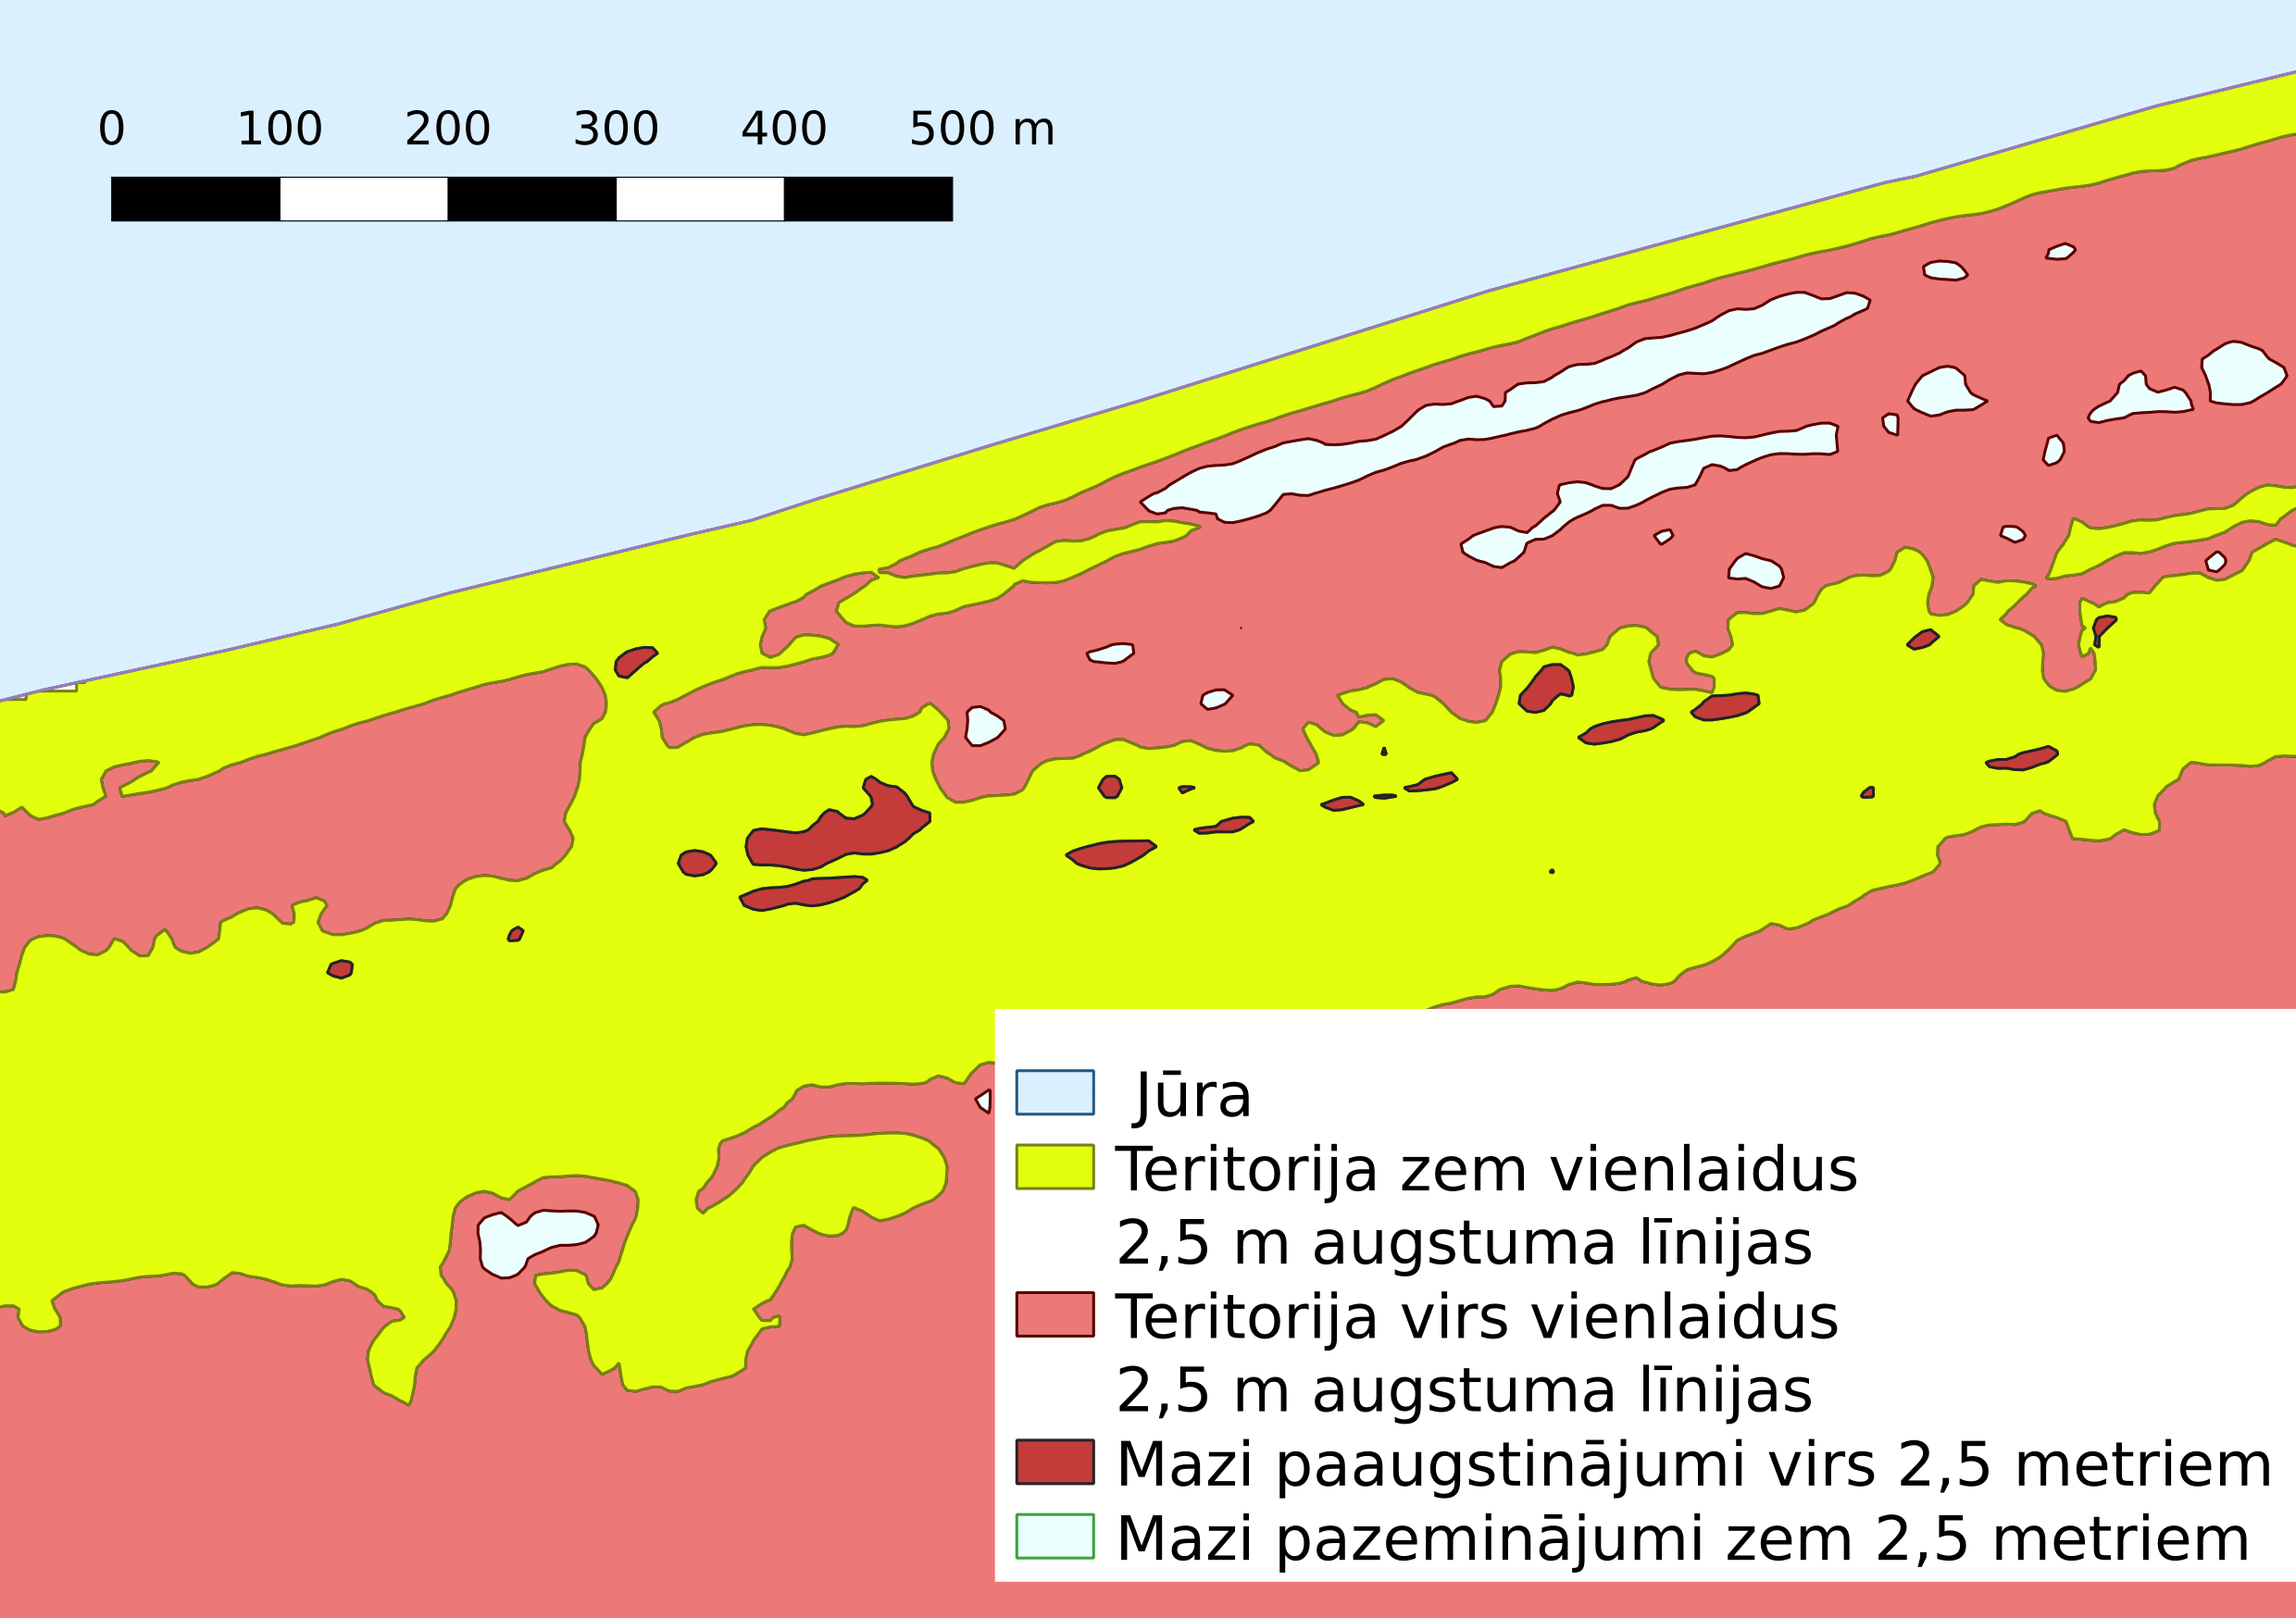 0 100 200 300 400 500 m
Jūra
Teritorija zem vienlaidus
2,5 m augstuma līnijas
Teritorija virs vienlaidus
2,5 m augstuma līnijas
Mazi paaugstinājumi virs 2,5 metriem
Mazi pazeminājumi zem 2,5 metriem